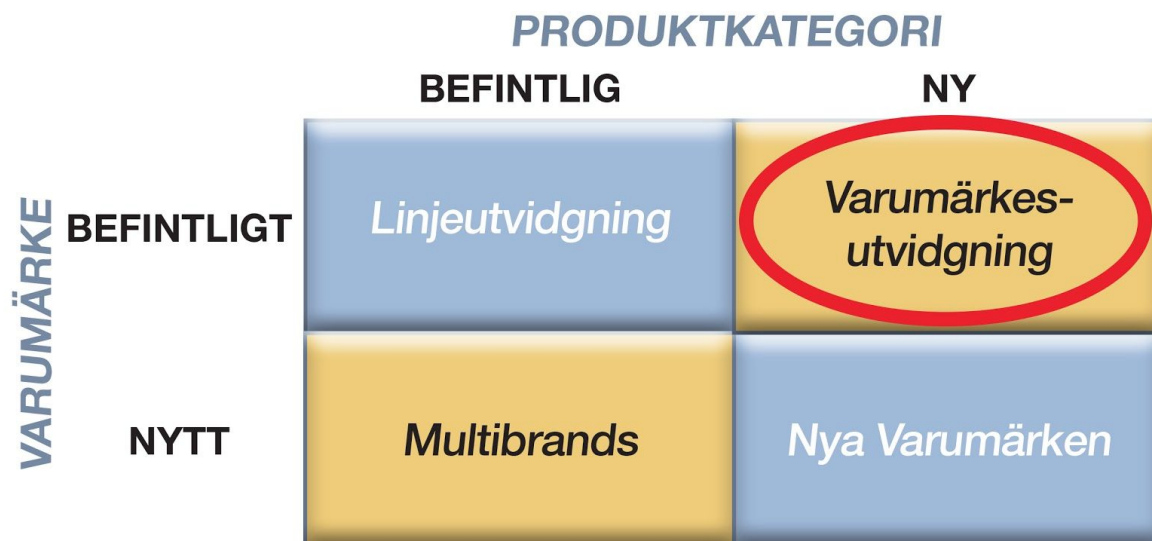 PRODUKTKATEGORI
BEFINTLIG NY
VARUMÄRKE
BEFINTLIGT
Linjeutvidgning
Varumärkes-
utvidgning
NYTT
Multibrands
Nya Varumärken